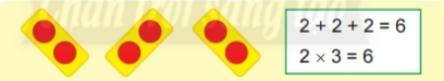 2 + 2 + 2 = 6
2 × 3 = 6